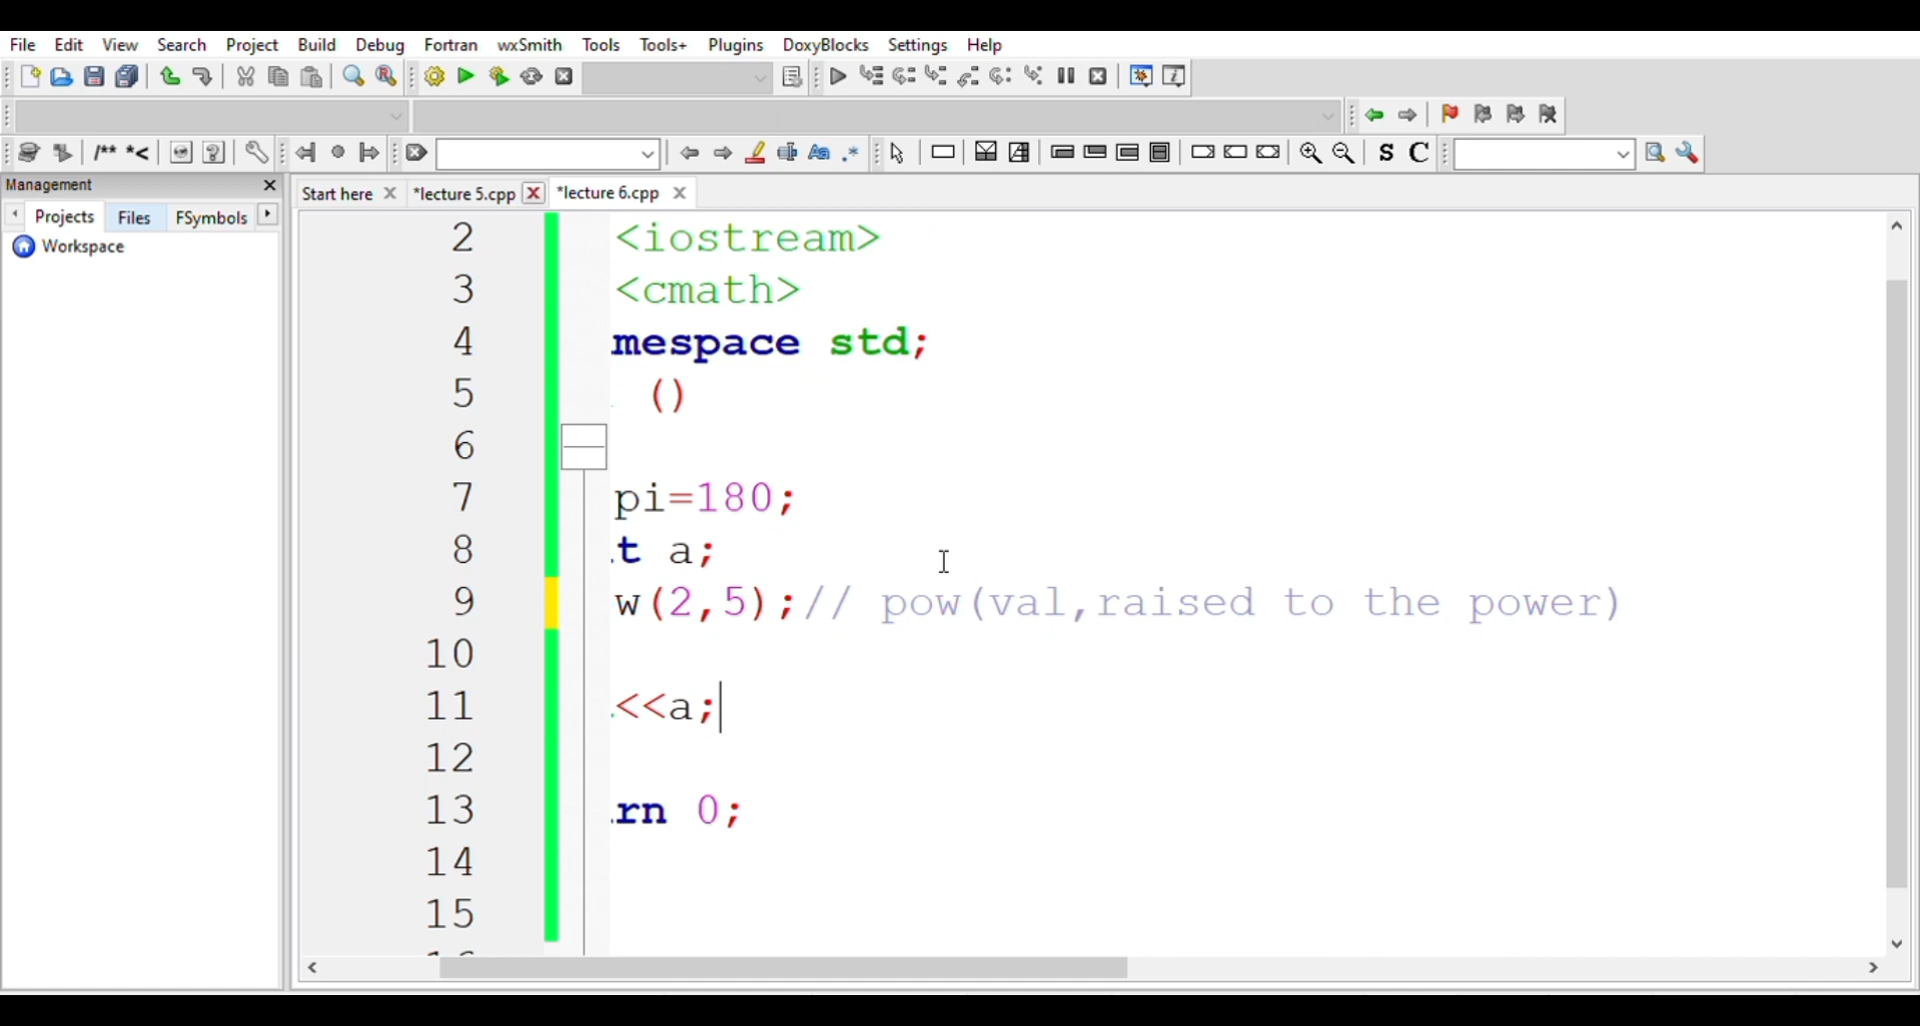 File Edit View Search Project Build Debug Fortran wxSmith Tools Tools+ Plugins DoxyBlocks Settings Help
/** *<
Aa .* S C
Management
Start here *lecture 5.cpp *lecture 6.cpp
Projects Files FSymbols
Workspace
2 <iostream>
3 <cmath>
4 mespace std;
5 ()
6
7 pi=180;
8 t a;
9 w(2,5);// pow(val,raised to the power)
10
11 <<a;
12
13 rn 0;
14
15